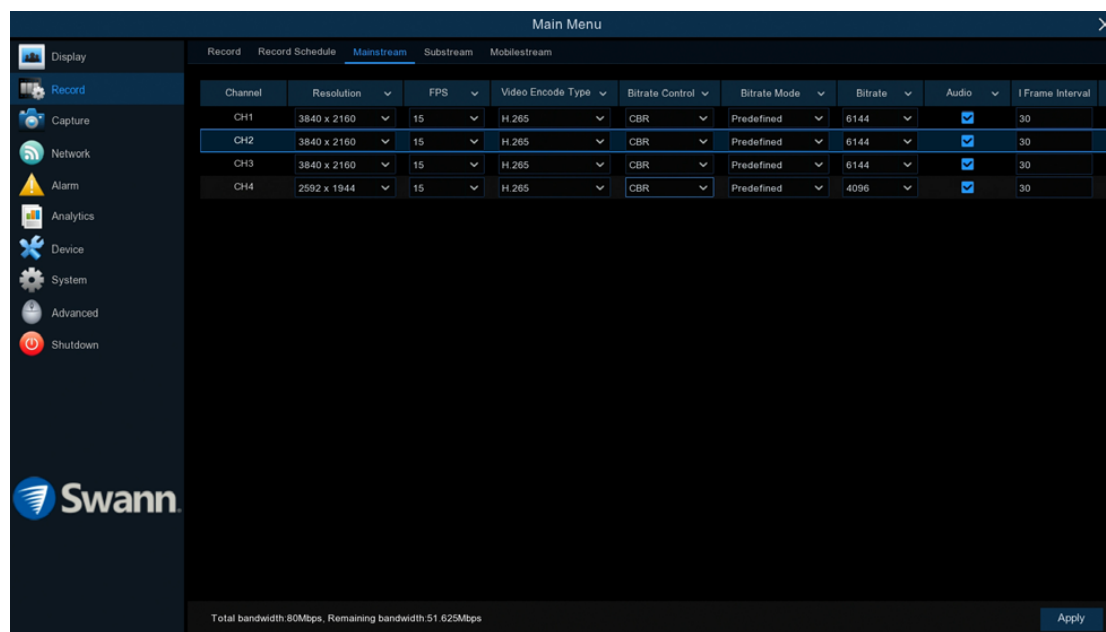 Main Menu
Display
Record
Capture
Network
Alarm
Analytics
Device
System
Advanced
Shutdown
Swann.
Record Record Schedule Mainstream Substream Mobilestream
Channel Resolution FPS Video Encode Type Bitrate Control Bitrate Mode Bitrate Audio I Frame Interval
CH1 3840 x 2160 15 H.265 CBR Predefined 6144 30
CH2 3840 x 2160 15 H.265 CBR Predefined 6144 30
CH3 3840 x 2160 15 H.265 CBR Predefined 6144 30
CH4 2592 x 1944 15 H.265 CBR Predefined 4096 30
Total bandwidth:80Mbps, Remaining bandwidth:51.625Mbps
Apply